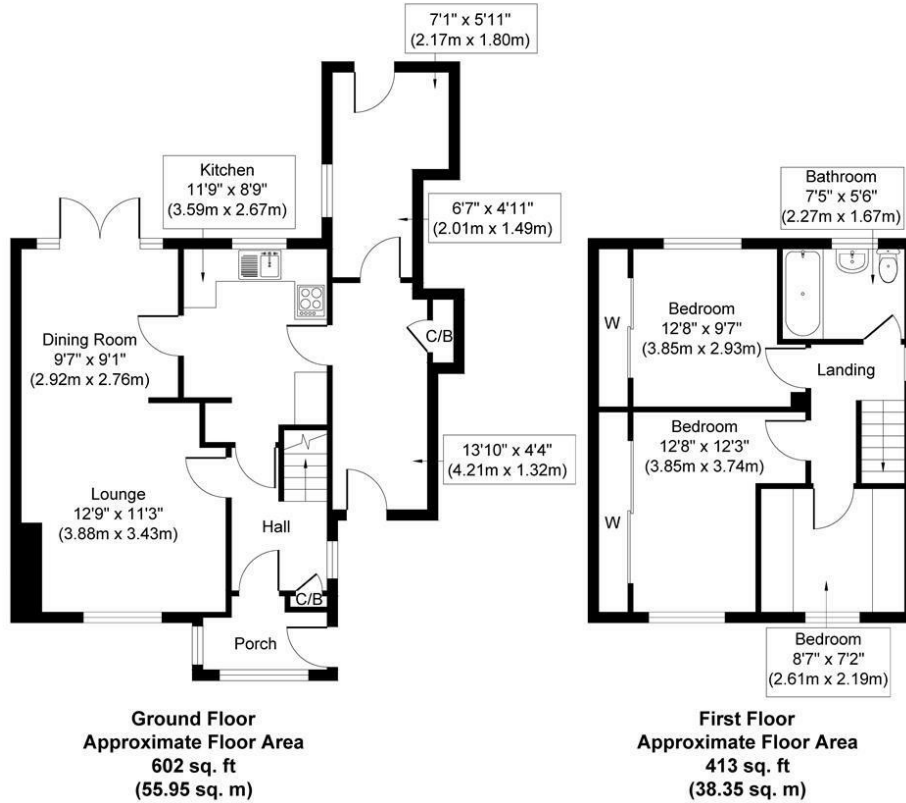 7'1" x 5'11"
(2.17m x 1.80m)
Kitchen
11'9" x 8'9"
(3.59m x 2.67m)
6'7" x 4'11"
(2.01m x 1.49m)
Dining Room
9'7" x 9'1"
(2.92m x 2.76m)
C/B
13'10" x 4'4"
(4.21m x 1.32m)
Lounge
12'9" x 11'3"
(3.88m x 3.43m)
Hall
C/B
Porch
Ground Floor
Approximate Floor Area
602 sq. ft
(55.95 sq. m)
Bathroom
7'5" x 5'6"
(2.27m x 1.67m)
W
Bedroom
12'8" x 9'7"
(3.85m x 2.93m)
Landing
W
Bedroom
12'8" x 12'3"
(3.85m x 3.74m)
Bedroom
8'7" x 7'2"
(2.61m x 2.19m)
First Floor
Approximate Floor Area
413 sq. ft
(38.35 sq. m)